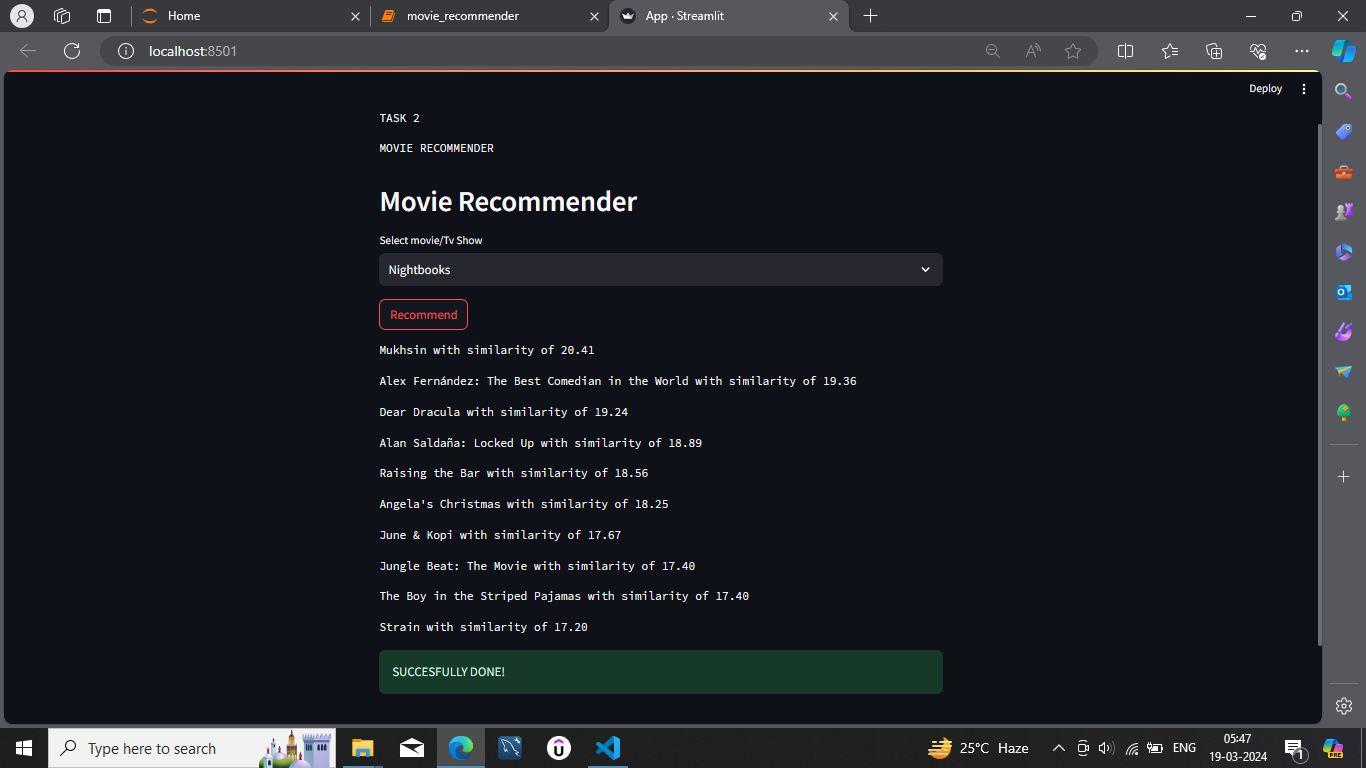 Home
movie_recommender
App · Streamlit
localhost:8501
Deploy
TASK 2
MOVIE RECOMMENDER
Movie Recommender
Select movie/Tv Show
Nightbooks
Recommend
Mukhsin with similarity of 20.41
Alex Fernández: The Best Comedian in the World with similarity of 19.36
Dear Dracula with similarity of 19.24
Alan Saldaña: Locked Up with similarity of 18.89
Raising the Bar with similarity of 18.56
Angela's Christmas with similarity of 18.25
June & Kopi with similarity of 17.67
Jungle Beat: The Movie with similarity of 17.40
The Boy in the Striped Pajamas with similarity of 17.40
Strain with similarity of 17.20
SUCCESFULLY DONE!
Type here to search
25°C Haze
ENG
05:47
19-03-2024
1
PRE